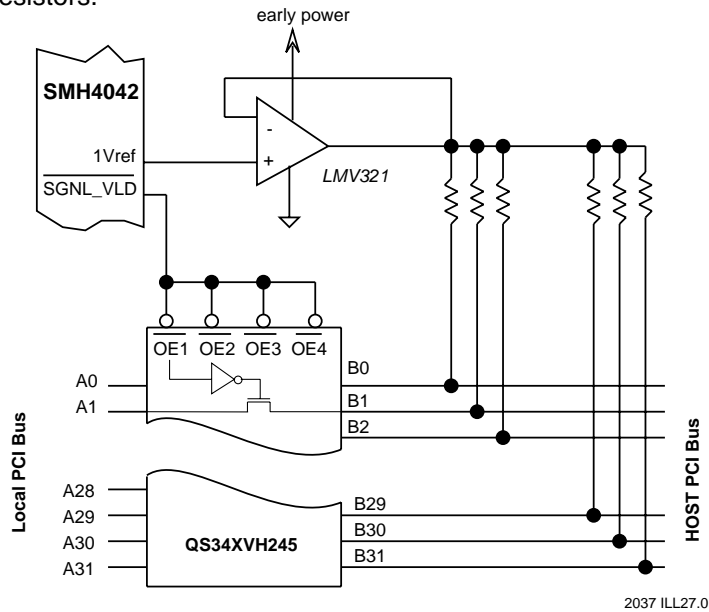 resistors.
early power
SMH4042
-
1Vref
+
SGNL_VLD
LMV321
OE1 OE2 OE3 OE4
B0
A0
B1
A1
B2
Local PCI Bus
HOST PCI Bus
A28
B29
A29
B30
A30
QS34XVH245
B31
A31
2037 ILL27.0